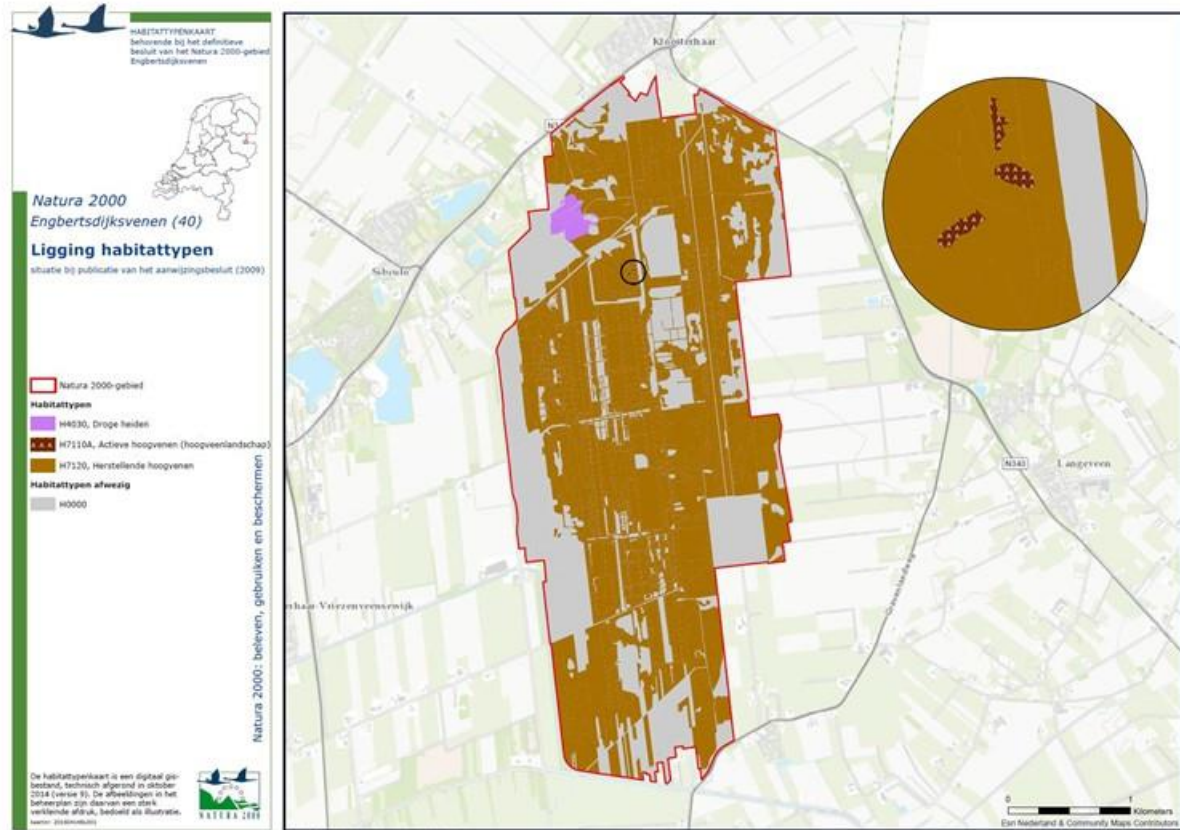 HABITATTYPENKAART
behorende bij het definitieve
besluit van het Natura 2000-gebied
Engbertsdijksvenen
Natura 2000
Engbertsdijksvenen (40)
Ligging habitattypen
situatie bij publicatie van het aanwijzingsbesluit (2009)
Natura 2000-gebied
Habitattypen
H4030, Droge heiden
H7110A, Actieve hoogvenen (hoogveenlandschap)
H7120, Herstellende hoogvenen
Habitattypen afwezig
H0000
Natura 2000: beleven, gebruiken en beschermen
De habitattypenkaart is een digitaal gis-
bestand, technisch afgerond in oktober
2014 (versie 9). De afbeeldingen in het
beheerplan zijn daarvan een sterk
verkleinde afdruk, bedoeld als illustratie.
NATURA 2000
Kloosterhaar
Sibculo
N343
Langeveen
erhaar-Vriezenveensewijk
0 1
Kilometers
Esri Nederland & Community Maps Contributors